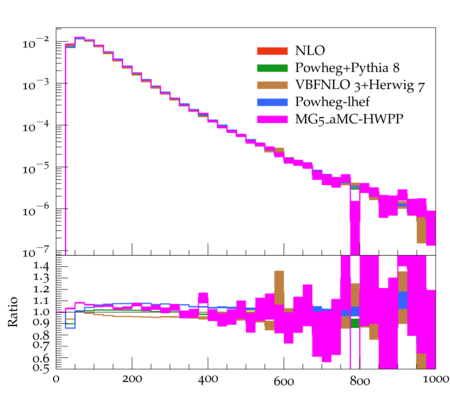 10⁻²
10⁻³
10⁻⁴
10⁻⁵
10⁻⁶
10⁻⁷
NLO
Powheg+Pythia 8
VBFNLO 3+Herwig 7
Powheg-lhef
MG5_aMC-HWPP
1.4
1.3
1.2
1.1
1.0
0.9
0.8
0.7
0.6
0.5
Ratio
0 200 400 600 800 1000